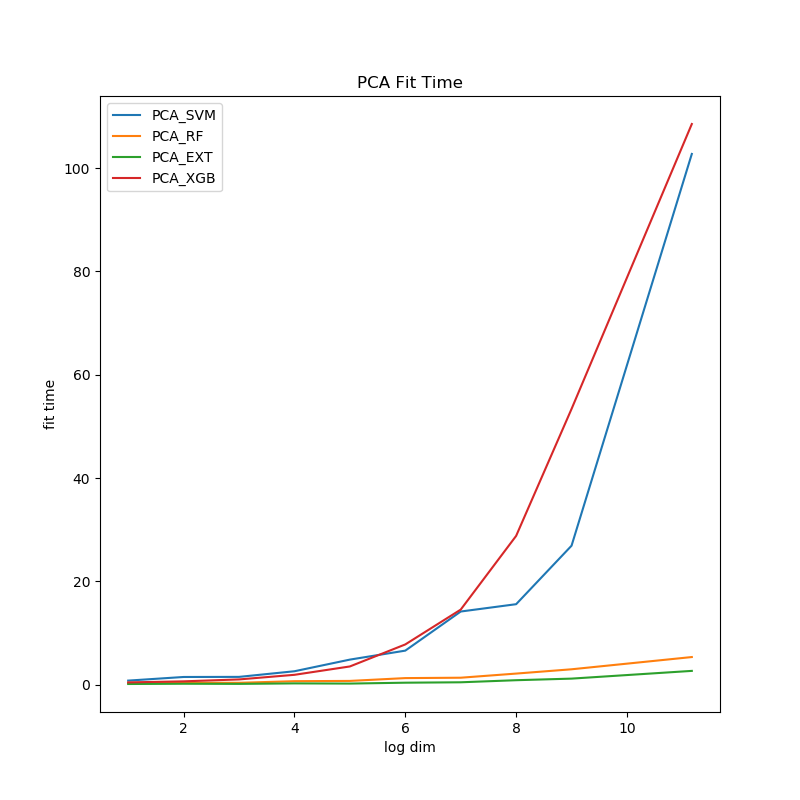 PCA Fit Time
PCA_SVM
PCA_RF
PCA_EXT
PCA_XGB
100
80
60
40
20
0
fit time
2 4 6 8 10
log dim